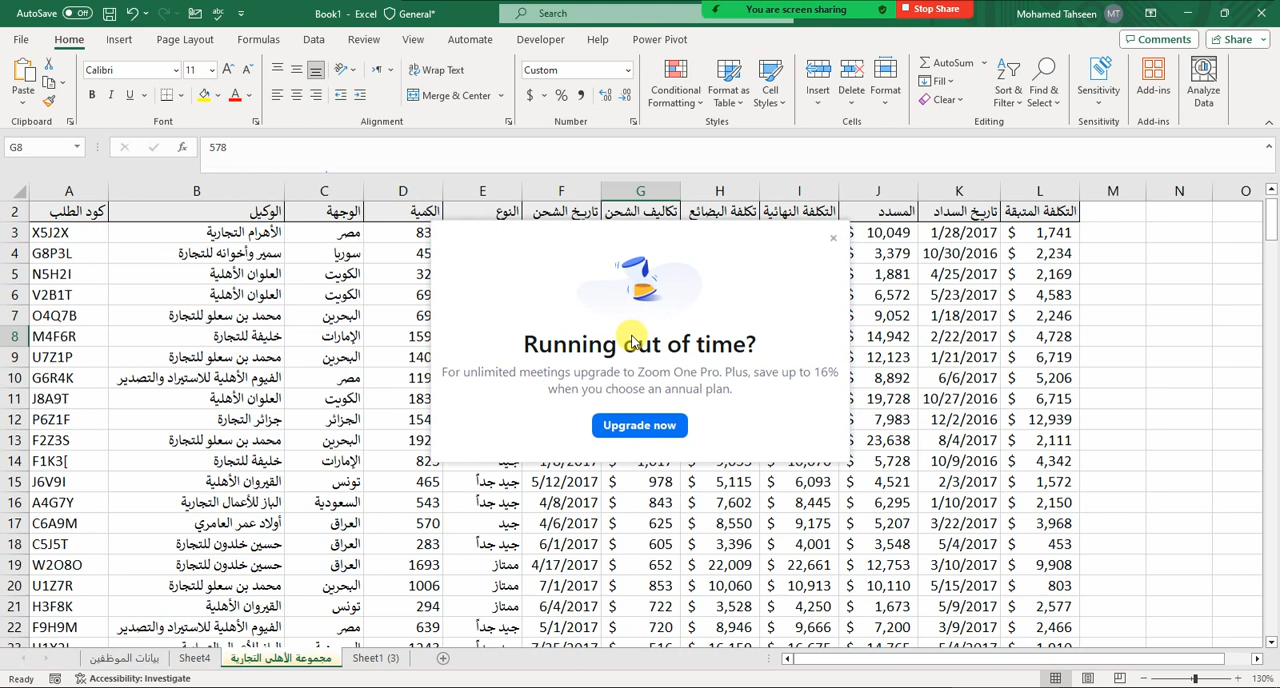 AutoSave Off Book1 - Excel General* Search You are screen sharing Stop Share Mohamed Tahseen MT
File Home Insert Page Layout Formulas Data Review View Automate Developer Help Power Pivot Comments Share
Paste Calibri 11 Wrap Text Custom Conditional Formatting Format as Table Cell Styles Insert Delete Format AutoSum Sort & Filter Find & Select Sensitivity Add-ins Analyze Data
B I U Merge & Center $ % Fill Clear
Clipboard Font Alignment Number Styles Cells Editing Sensitivity Add-ins
G8 fx 578
A B C D E F G H I J K L M N O
2 كود الطلب الوكيل الوجهة الكمية النوع تاريخ الشحن تكاليف الشحن تكلفة البضائع التكلفة النهائية المسدد تاريخ السداد التكلفة المتبقة
3 X5J2X الأهرام التجارية مصر 83 $ 10,049 1/28/2017 $ 1,741
4 G8P3L سمير وأخوانه للتجارة سوريا 45 $ 3,379 10/30/2016 $ 2,234
5 N5H2I العلوان الأهلية الكويت 32 $ 1,881 4/25/2017 $ 2,169
6 V2B1T العلوان الأهلية الكويت 69 $ 6,572 5/23/2017 $ 4,583
7 O4Q7B محمد بن سعلو للتجارة البحرين 69 $ 9,052 1/18/2017 $ 2,246
8 M4F6R خليفة للتجارة الإمارات 159 $ 14,942 2/22/2017 $ 4,728
9 U7Z1P محمد بن سعلو للتجارة البحرين 140 $ 12,123 1/21/2017 $ 6,719
10 G6R4K الفيوم الأهلية للاستيراد والتصدير مصر 119 $ 8,892 6/6/2017 $ 5,206
11 J8A9T العلوان الأهلية الكويت 183 $ 19,728 10/27/2016 $ 6,715
12 P6Z1F جزائر التجارة الجزائر 154 $ 7,983 12/2/2016 $ 12,939
13 F2Z3S محمد بن سعلو للتجارة البحرين 192 $ 23,638 8/4/2017 $ 2,111
14 F1K3[ خليفة للتجارة الإمارات $ 5,728 10/9/2016 $ 4,342
15 J6V9I القيروان الأهلية تونس 465 جيد جداً 5/12/2017 $ 978 $ 5,115 $ 6,093 $ 4,521 2/3/2017 $ 1,572
16 A4G7Y الباز للأعمال التجارية السعودية 543 جيد جداً 4/8/2017 $ 843 $ 7,602 $ 8,445 $ 6,295 1/10/2017 $ 2,150
17 C6A9M أولاد عمر العامري العراق 570 جيد 4/6/2017 $ 625 $ 8,550 $ 9,175 $ 5,207 3/22/2017 $ 3,968
18 C5J5T حسين خلدون للتجارة العراق 283 جيد جداً 6/1/2017 $ 605 $ 3,396 $ 4,001 $ 3,548 5/4/2017 $ 453
19 W2O8O حسين خلدون للتجارة العراق 1693 ممتاز 4/17/2017 $ 652 $ 22,009 $ 22,661 $ 12,753 3/10/2017 $ 9,908
20 U1Z7R محمد بن سعلو للتجارة البحرين 1006 ممتاز 7/1/2017 $ 853 $ 10,060 $ 10,913 $ 10,110 5/15/2017 $ 803
21 H3F8K القيروان الأهلية تونس 294 ممتاز 6/4/2017 $ 722 $ 3,528 $ 4,250 $ 1,673 5/9/2017 $ 2,577
22 F9H9M الفيوم الأهلية للاستيراد والتصدير مصر 639 جيد جداً 5/1/2017 $ 720 $ 8,946 $ 9,666 $ 7,200 3/9/2017 $ 2,466
Running out of time?
For unlimited meetings upgrade to Zoom One Pro. Plus, save up to 16%
when you choose an annual plan.
Upgrade now
بيانات الموظفين Sheet4 مجموعة الأهلي التجارية Sheet1 (3)
Ready Accessibility: Investigate 130%